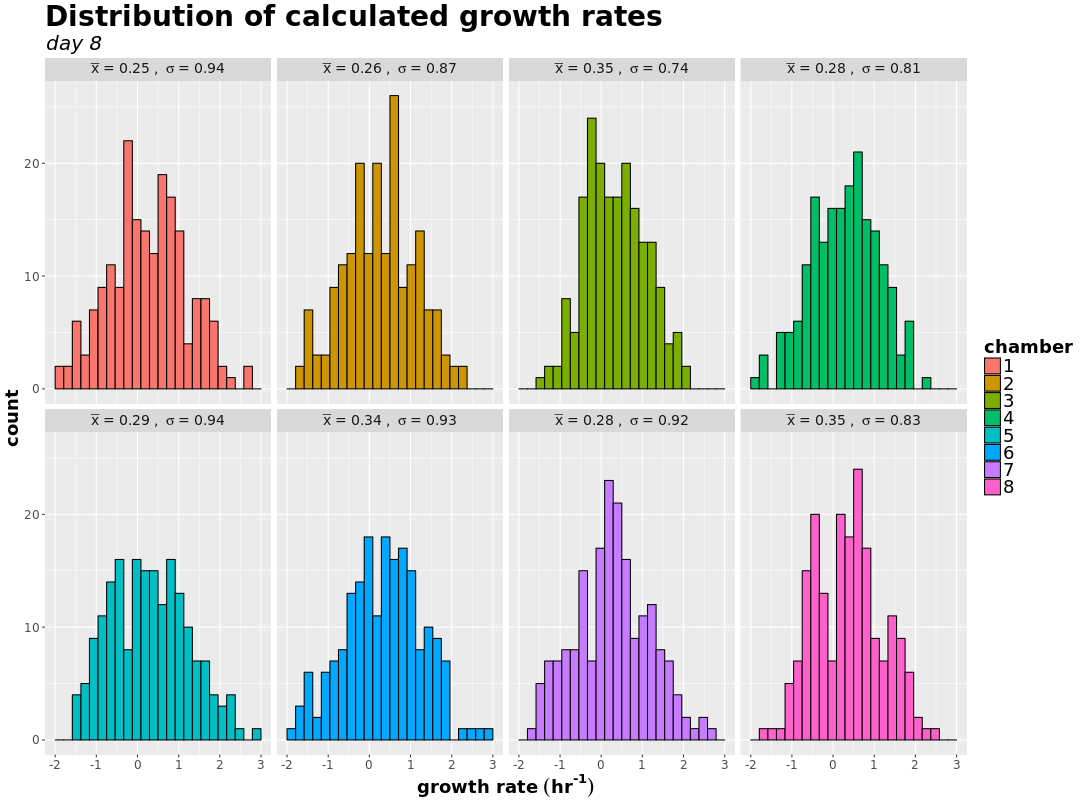 Distribution of calculated growth rates
day 8
x̅ = 0.25 , σ = 0.94
x̅ = 0.26 , σ = 0.87
x̅ = 0.35 , σ = 0.74
x̅ = 0.28 , σ = 0.81
20
10
0
chamber
1
2
3
4
5
6
7
8
count
x̅ = 0.29 , σ = 0.94
x̅ = 0.34 , σ = 0.93
x̅ = 0.28 , σ = 0.92
x̅ = 0.35 , σ = 0.83
20
10
0
-2 -1 0 1 2 3
-2 -1 0 1 2 3
-2 -1 0 1 2 3
-2 -1 0 1 2 3
growth rate (hr⁻¹)